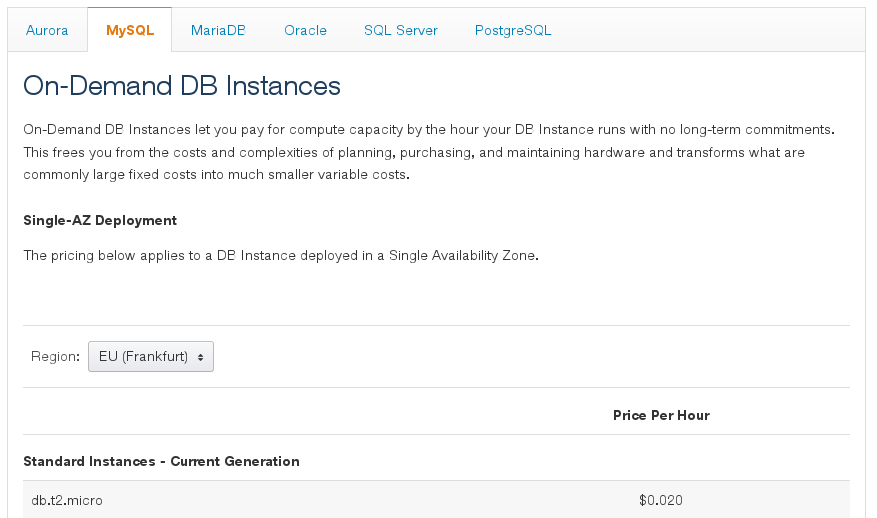 Aurora MySQL MariaDB Oracle SQL Server PostgreSQL
On-Demand DB Instances
On-Demand DB Instances let you pay for compute capacity by the hour your DB Instance runs with no long-term commitments.
This frees you from the costs and complexities of planning, purchasing, and maintaining hardware and transforms what are
commonly large fixed costs into much smaller variable costs.
Single-AZ Deployment
The pricing below applies to a DB Instance deployed in a Single Availability Zone.
Region: EU (Frankfurt)
Price Per Hour
Standard Instances - Current Generation
db.t2.micro $0.020